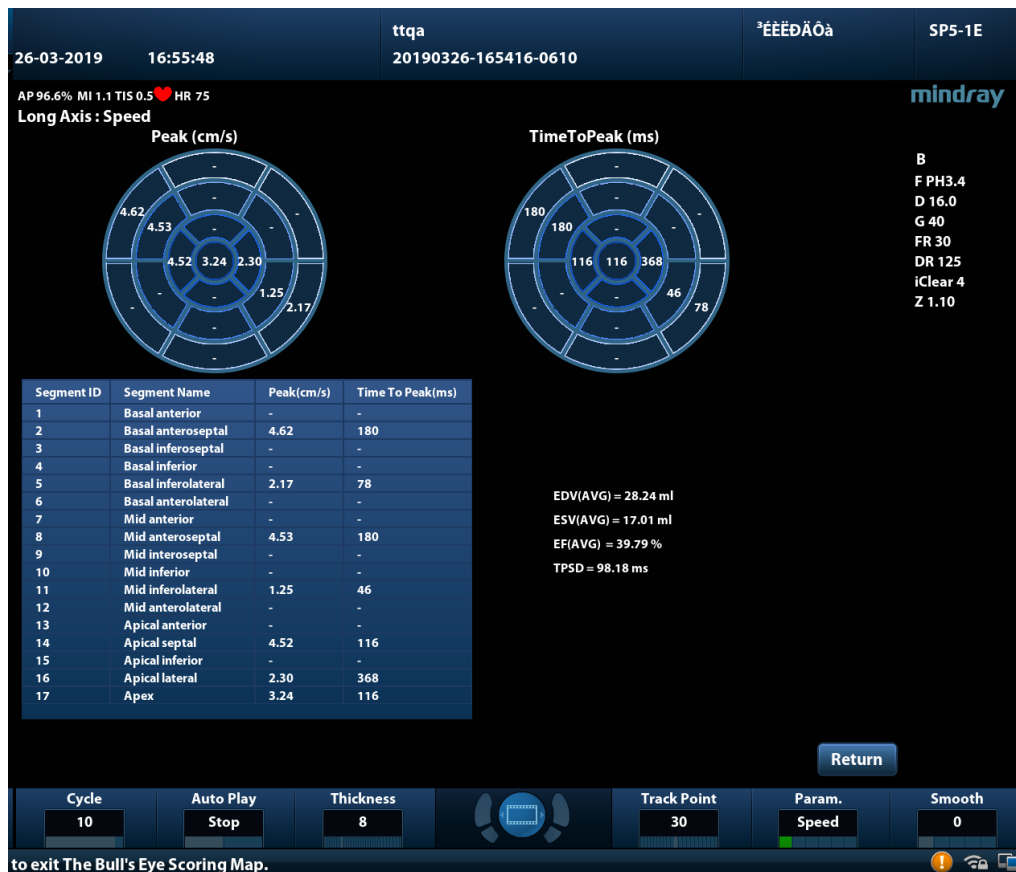 ttqa ³ÉÈËÐÄÔà SP5-1E
26-03-2019 16:55:48 20190326-165416-0610
AP 96.6% MI 1.1 TIS 0.5 HR 75
mindray
Long Axis : Speed
Peak (cm/s) TimeToPeak (ms)
B
F PH3.4
D 16.0
G 40
FR 30
DR 125
iClear 4
Z 1.10
-
-
4.62 -
4.53 - -
4.52 3.24 2.30
- - 1.25
- - 2.17
-
-
-
180 -
180 - -
116 116 368
- - 46
- - 78
-
Segment ID Segment Name Peak(cm/s) Time To Peak(ms)
1 Basal anterior - -
2 Basal anteroseptal 4.62 180
3 Basal inferoseptal - -
4 Basal inferior - -
5 Basal inferolateral 2.17 78
6 Basal anterolateral - -
7 Mid anterior - -
8 Mid anteroseptal 4.53 180
9 Mid interoseptal - -
10 Mid inferior - -
11 Mid inferolateral 1.25 46
12 Mid anterolateral - -
13 Apical anterior - -
14 Apical septal 4.52 116
15 Apical inferior - -
16 Apical lateral 2.30 368
17 Apex 3.24 116
EDV(AVG) = 28.24 ml
ESV(AVG) = 17.01 ml
EF(AVG) = 39.79 %
TPSD = 98.18 ms
Return
Cycle Auto Play Thickness Track Point Param. Smooth
10 Stop 8 30 Speed 0
to exit The Bull's Eye Scoring Map.